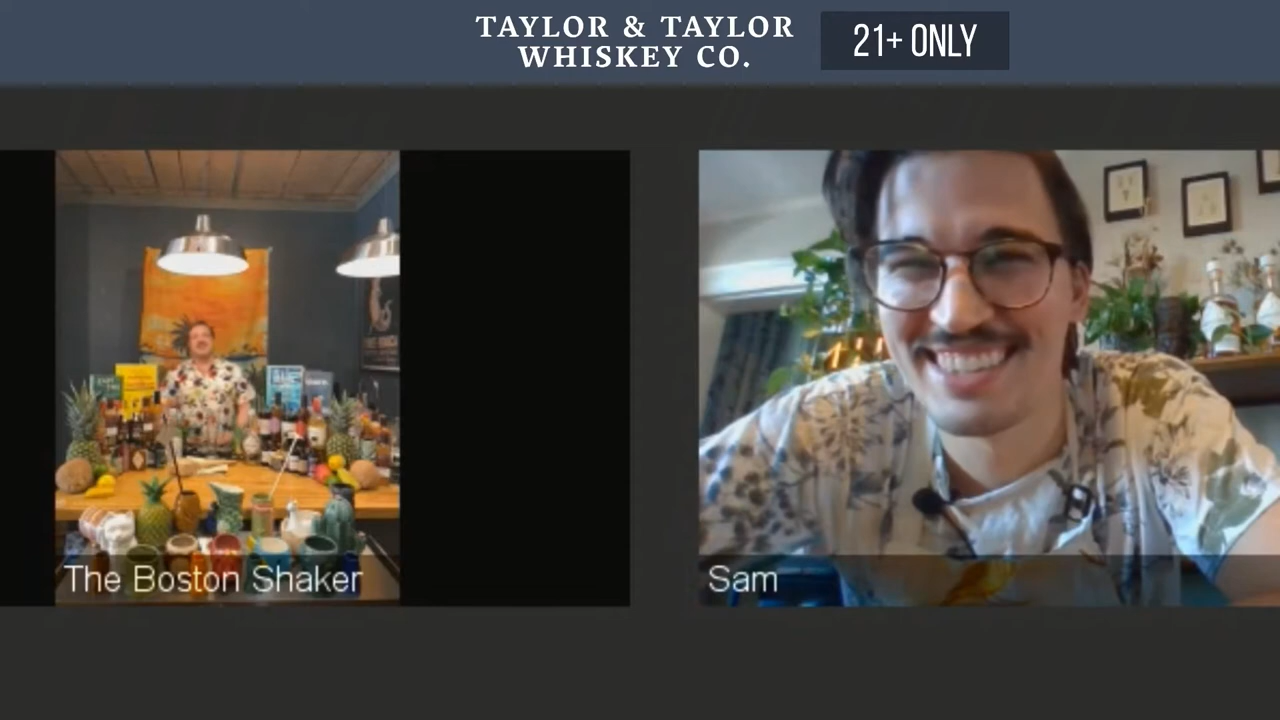 TAYLOR & TAYLOR
WHISKEY CO.
21+ ONLY
The Boston Shaker
Sam